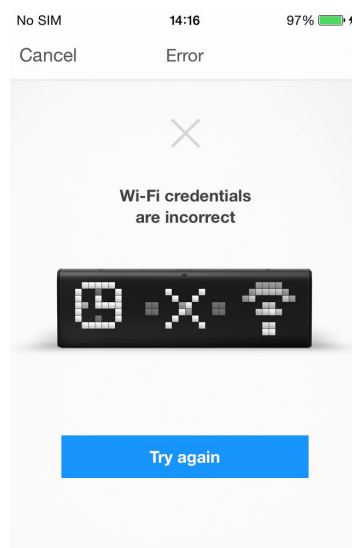 No SIM 14:16 97%
Cancel Error
Wi-Fi credentials
are incorrect
Try again